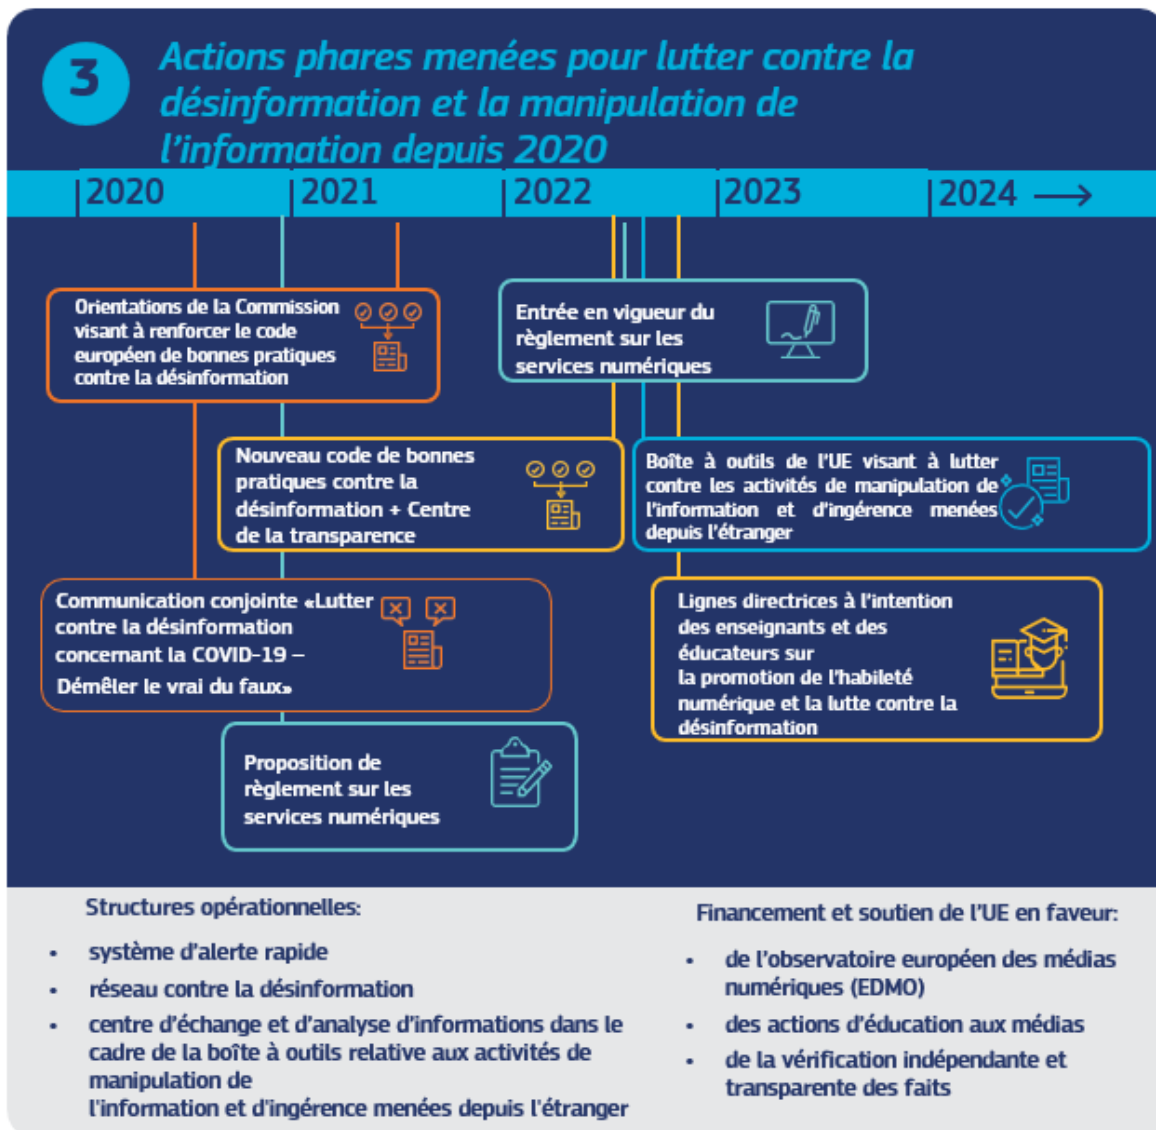 3
Actions phares menées pour lutter contre la
désinformation et la manipulation de
l'information depuis 2020
2020
2021
2022
2023
2024
Orientations de la Commission
visant à renforcer le code
européen de bonnes pratiques
contre la désinformation
Entrée en vigueur du
règlement sur les
services numériques
Nouveau code de bonnes
pratiques contre la
désinformation + Centre
de la transparence
Boîte à outils de l'UE visant à lutter
contre les activités de manipulation de
l'information et d'ingérence menées
depuis l'étranger
Communication conjointe «Lutter
contre la désinformation
concernant la COVID-19 –
Démêler le vrai du faux»
Lignes directrices à l'intention
des enseignants et des
éducateurs sur
la promotion de l'habileté
numérique et la lutte contre la
désinformation
Proposition de
règlement sur les
services numériques
Structures opérationnelles:
• système d'alerte rapide
• réseau contre la désinformation
• centre d'échange et d'analyse d'informations dans le
cadre de la boîte à outils relative aux activités de
manipulation de
l'information et d'ingérence menées depuis l'étranger
Financement et soutien de l'UE en faveur:
• de l'observatoire européen des médias
numériques (EDMO)
• des actions d'éducation aux médias
• de la vérification indépendante et
transparente des faits